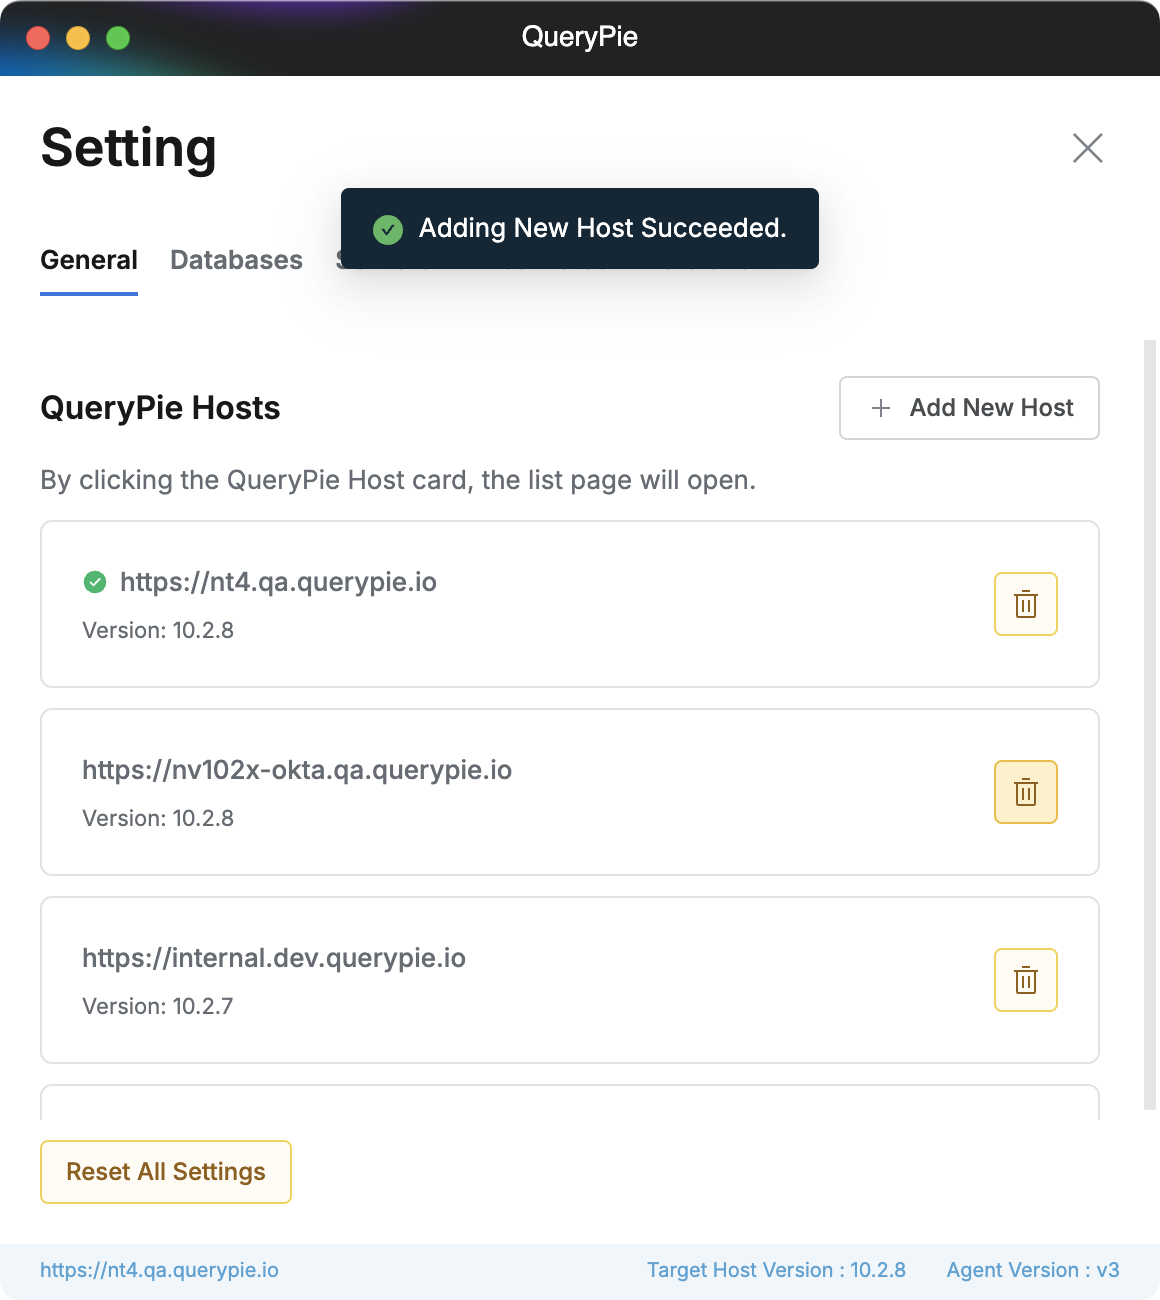 QueryPie
Setting
Adding New Host Succeeded.
General
Databases
QueryPie Hosts
Add New Host
By clicking the QueryPie Host card, the list page will open.
https://nt4.qa.querypie.io
Version: 10.2.8
https://nv102x-okta.qa.querypie.io
Version: 10.2.8
https://internal.dev.querypie.io
Version: 10.2.7
Reset All Settings
https://nt4.qa.querypie.io
Target Host Version : 10.2.8
Agent Version : v3